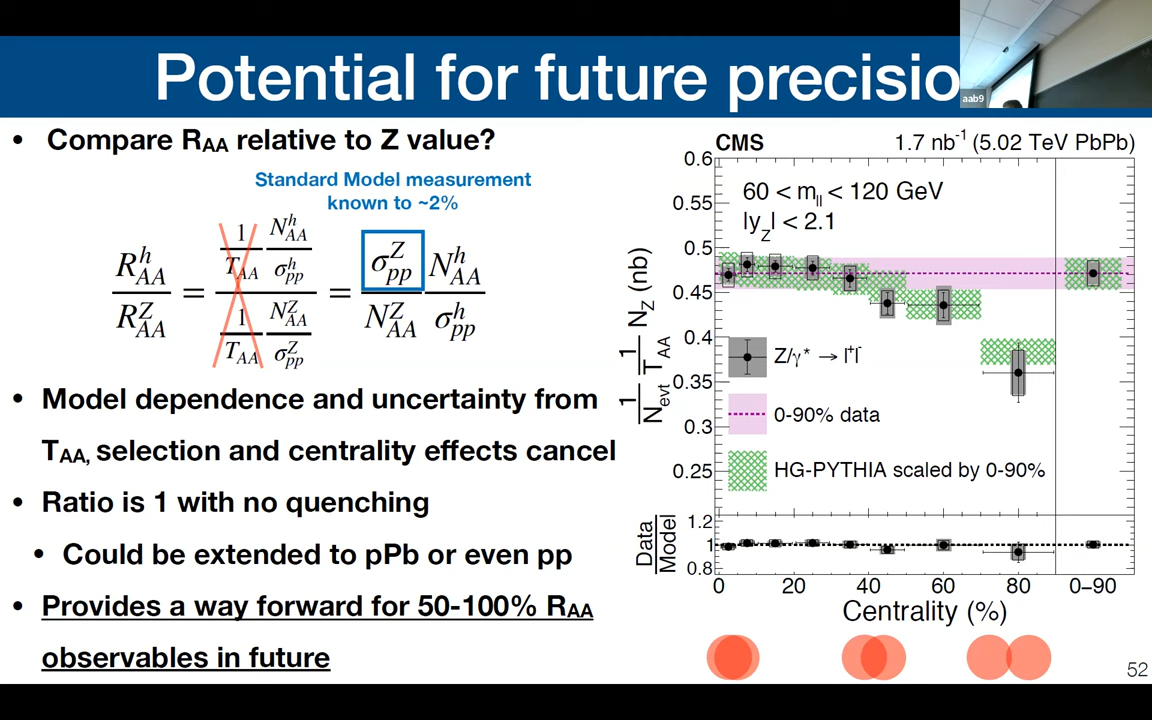 Potential for future precisio
aab9
• Compare RAA relative to Z value?
Standard Model measurement
known to ~2%
R^h_AA / R^Z_AA = (1/T_AA N^h_AA/σ^h_pp) / (1/T_AA N^Z_AA/σ^Z_pp) = σ^Z_pp/N^Z_AA N^h_AA/σ^h_pp
• Model dependence and uncertainty from
TAA, selection and centrality effects cancel
• Ratio is 1 with no quenching
• Could be extended to pPb or even pp
• Provides a way forward for 50-100% RAA
observables in future
CMS 1.7 nb⁻¹ (5.02 TeV PbPb)
60 < m_ll < 120 GeV
|y_Z| < 2.1
1/N_evt 1/T_AA N_Z (nb)
0.6
0.55
0.5
0.45
0.4
0.35
0.3
0.25
Z/γ* → l⁺l⁻
0-90% data
HG-PYTHIA scaled by 0-90%
Data/Model
1.2
1
0.8
0 20 40 60 80 0–90
Centrality (%)
52